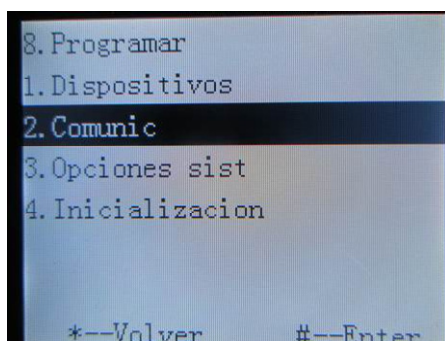 8.Programar
1.Dispositivos
2.Comunic
3.Opciones sist
4.Inicializacion
*--Volver #--Enter